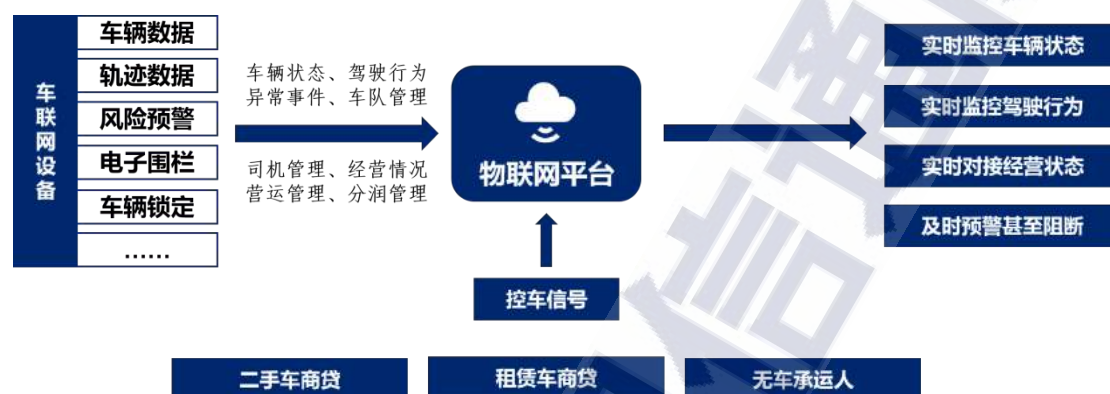 车联网设备
车辆数据
轨迹数据
风险预警
电子围栏
车辆锁定
......
车辆状态、驾驶行为
异常事件、车队管理
司机管理、经营情况
营运管理、分润管理
物联网平台
控车信号
实时监控车辆状态
实时监控驾驶行为
实时对接经营状态
及时预警甚至阻断
二手车商贷
租赁车商贷
无车承运人